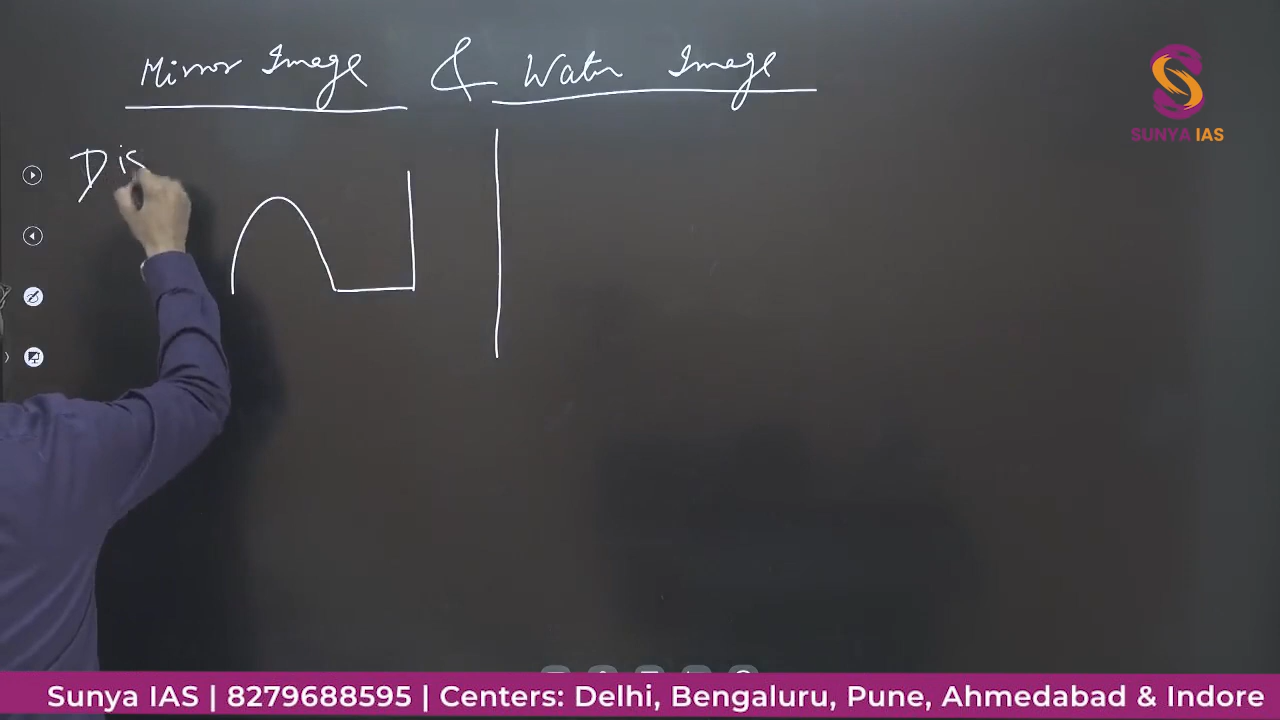 Mirror Image & Water Image
SUNYA IAS
Dis
Sunya IAS | 8279688595 | Centers: Delhi, Bengaluru, Pune, Ahmedabad & Indore